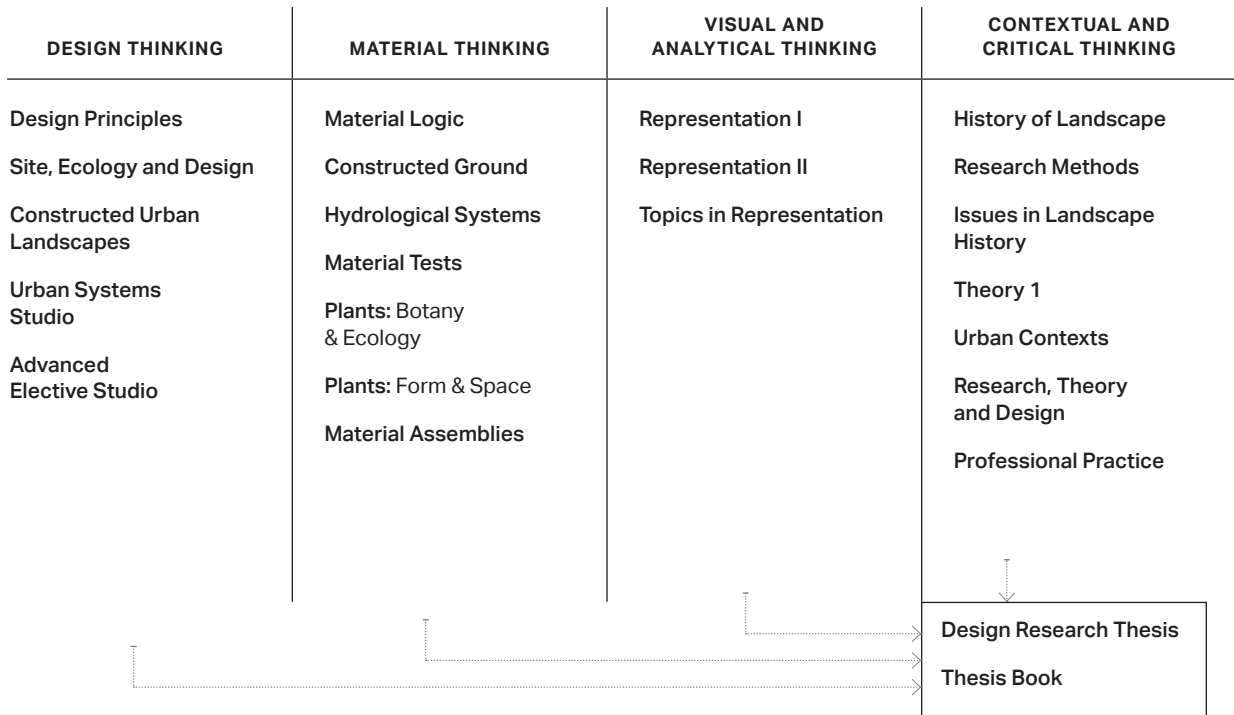 DESIGN THINKING
MATERIAL THINKING
VISUAL AND
ANALYTICAL THINKING
CONTEXTUAL AND
CRITICAL THINKING
Design Principles
Site, Ecology and Design
Constructed Urban
Landscapes
Urban Systems
Studio
Advanced
Elective Studio
Material Logic
Constructed Ground
Hydrological Systems
Material Tests
Plants: Botany
& Ecology
Plants: Form & Space
Material Assemblies
Representation I
Representation II
Topics in Representation
History of Landscape
Research Methods
Issues in Landscape
History
Theory 1
Urban Contexts
Research, Theory
and Design
Professional Practice
Design Research Thesis
Thesis Book